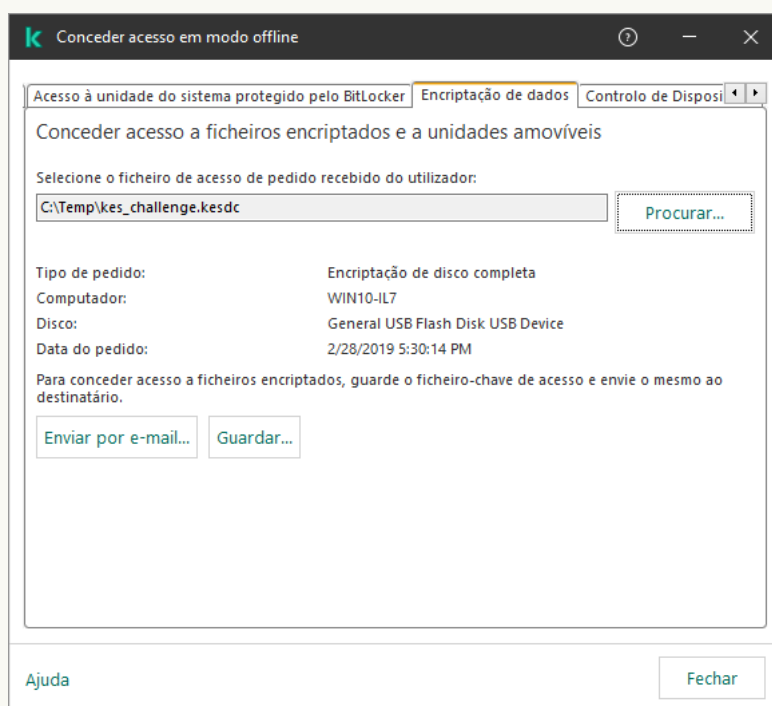 Conceder acesso em modo offline
Acesso à unidade do sistema protegido pelo BitLocker Encriptação de dados Controlo de Disposi
Conceder acesso a ficheiros encriptados e a unidades amovíveis
Selecione o ficheiro de acesso de pedido recebido do utilizador:
C:\Temp\kes_challenge.kesdc Procurar...
Tipo de pedido: Encriptação de disco completa
Computador: WIN10-IL7
Disco: General USB Flash Disk USB Device
Data do pedido: 2/28/2019 5:30:14 PM
Para conceder acesso a ficheiros encriptados, guarde o ficheiro-chave de acesso e envie o mesmo ao
destinatário.
Enviar por e-mail... Guardar...
Ajuda Fechar